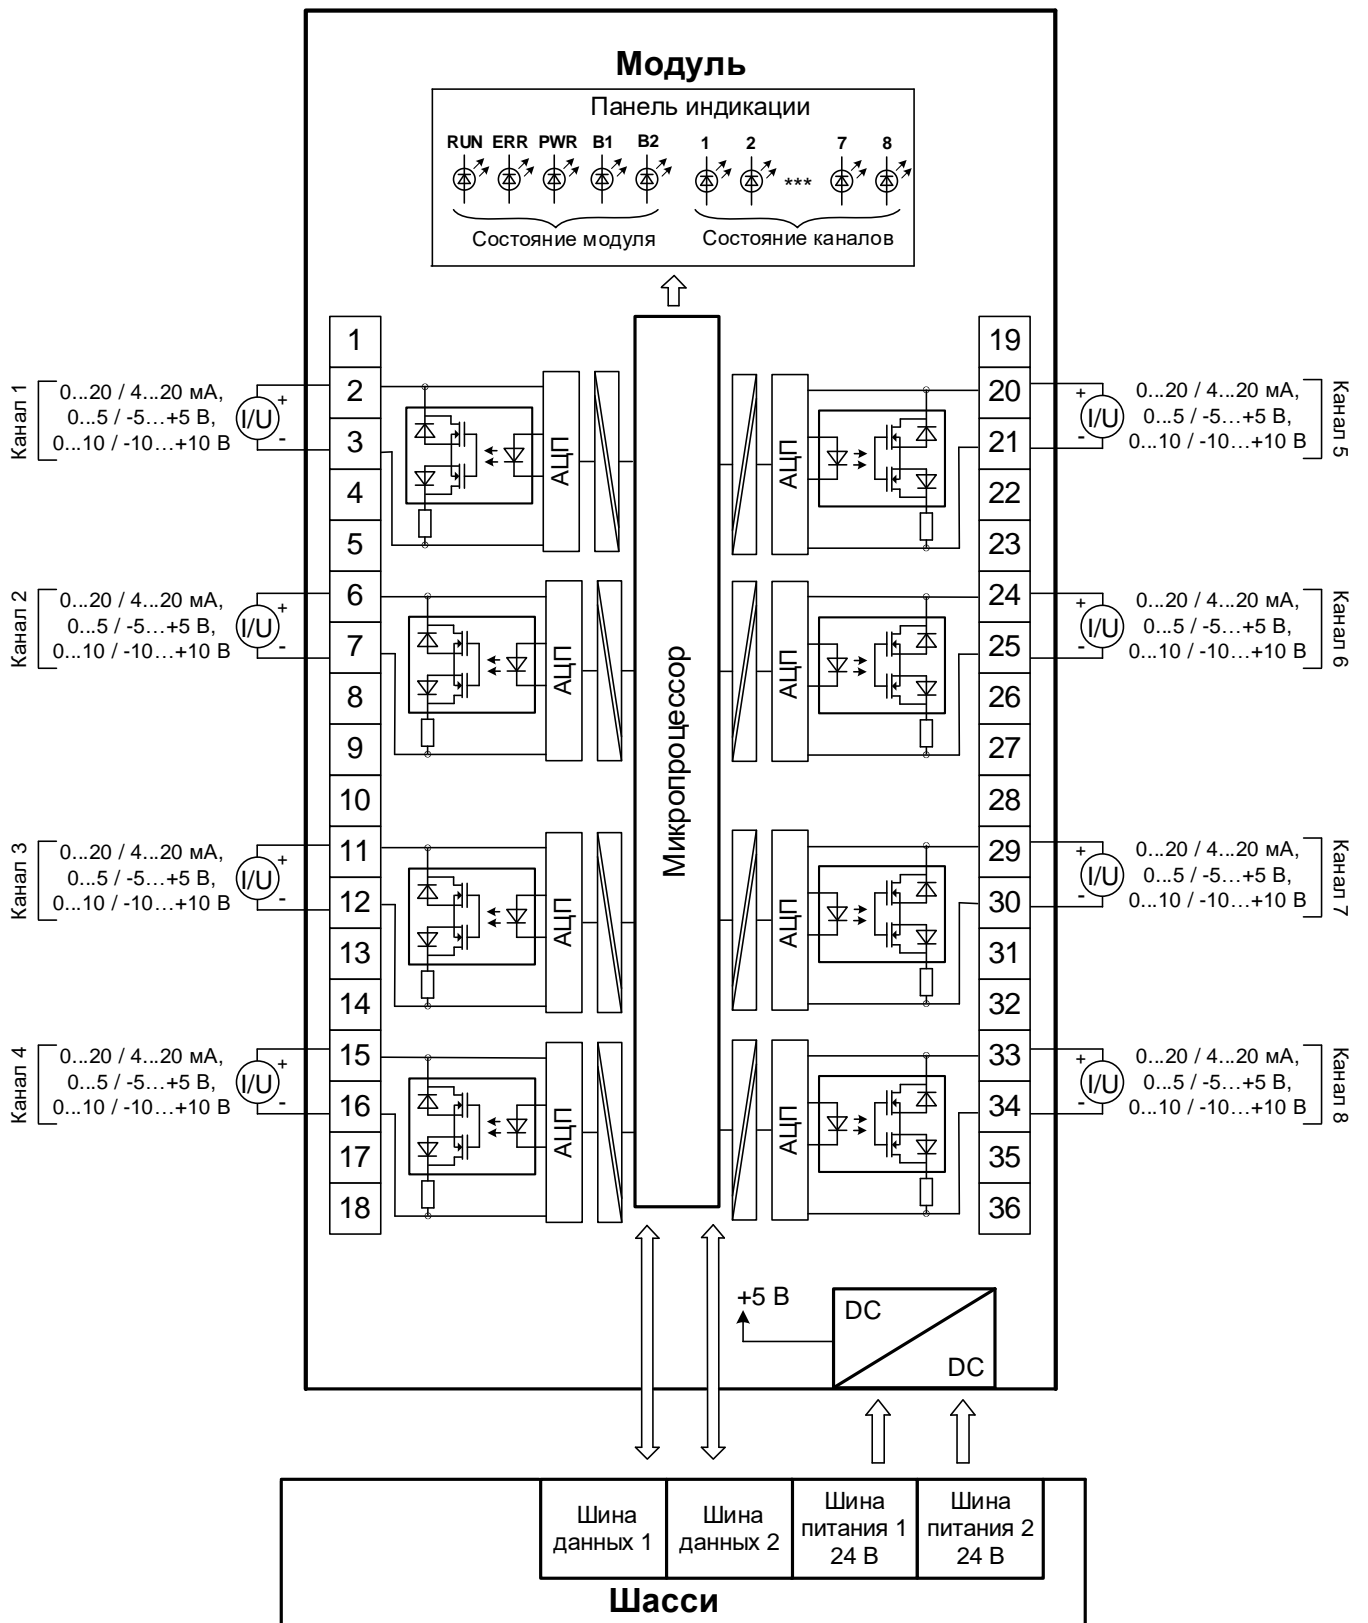 Модуль
Панель индикации
RUN ERR PWR B1 B2 1 2 *** 7 8
Состояние модуля Состояние каналов
Канал 1
0...20 / 4...20 мА,
0...5 / -5...+5 В,
0...10 / -10...+10 В
I/U
+
-
Канал 2
0...20 / 4...20 мА,
0...5 / -5...+5 В,
0...10 / -10...+10 В
I/U
+
-
Канал 3
0...20 / 4...20 мА,
0...5 / -5...+5 В,
0...10 / -10...+10 В
I/U
+
-
Канал 4
0...20 / 4...20 мА,
0...5 / -5...+5 В,
0...10 / -10...+10 В
I/U
+
-
1
2
3
4
5
6
7
8
9
10
11
12
13
14
15
16
17
18
АЦП
АЦП
АЦП
АЦП
Микропроцессор
АЦП
АЦП
АЦП
АЦП
19
20
21
22
23
24
25
26
27
28
29
30
31
32
33
34
35
36
+
-
I/U
0...20 / 4...20 мА,
0...5 / -5...+5 В,
0...10 / -10...+10 В
Канал 5
+
-
I/U
0...20 / 4...20 мА,
0...5 / -5...+5 В,
0...10 / -10...+10 В
Канал 6
+
-
I/U
0...20 / 4...20 мА,
0...5 / -5...+5 В,
0...10 / -10...+10 В
Канал 7
+
-
I/U
0...20 / 4...20 мА,
0...5 / -5...+5 В,
0...10 / -10...+10 В
Канал 8
+5 В
DC
DC
Шина
данных 1
Шина
данных 2
Шина
питания 1
24 В
Шина
питания 2
24 В
Шасси